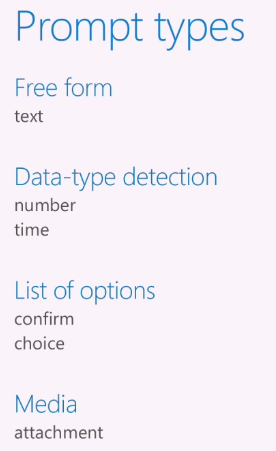 Prompt types
Free form
text
Data-type detection
number
time
List of options
confirm
choice
Media
attachment